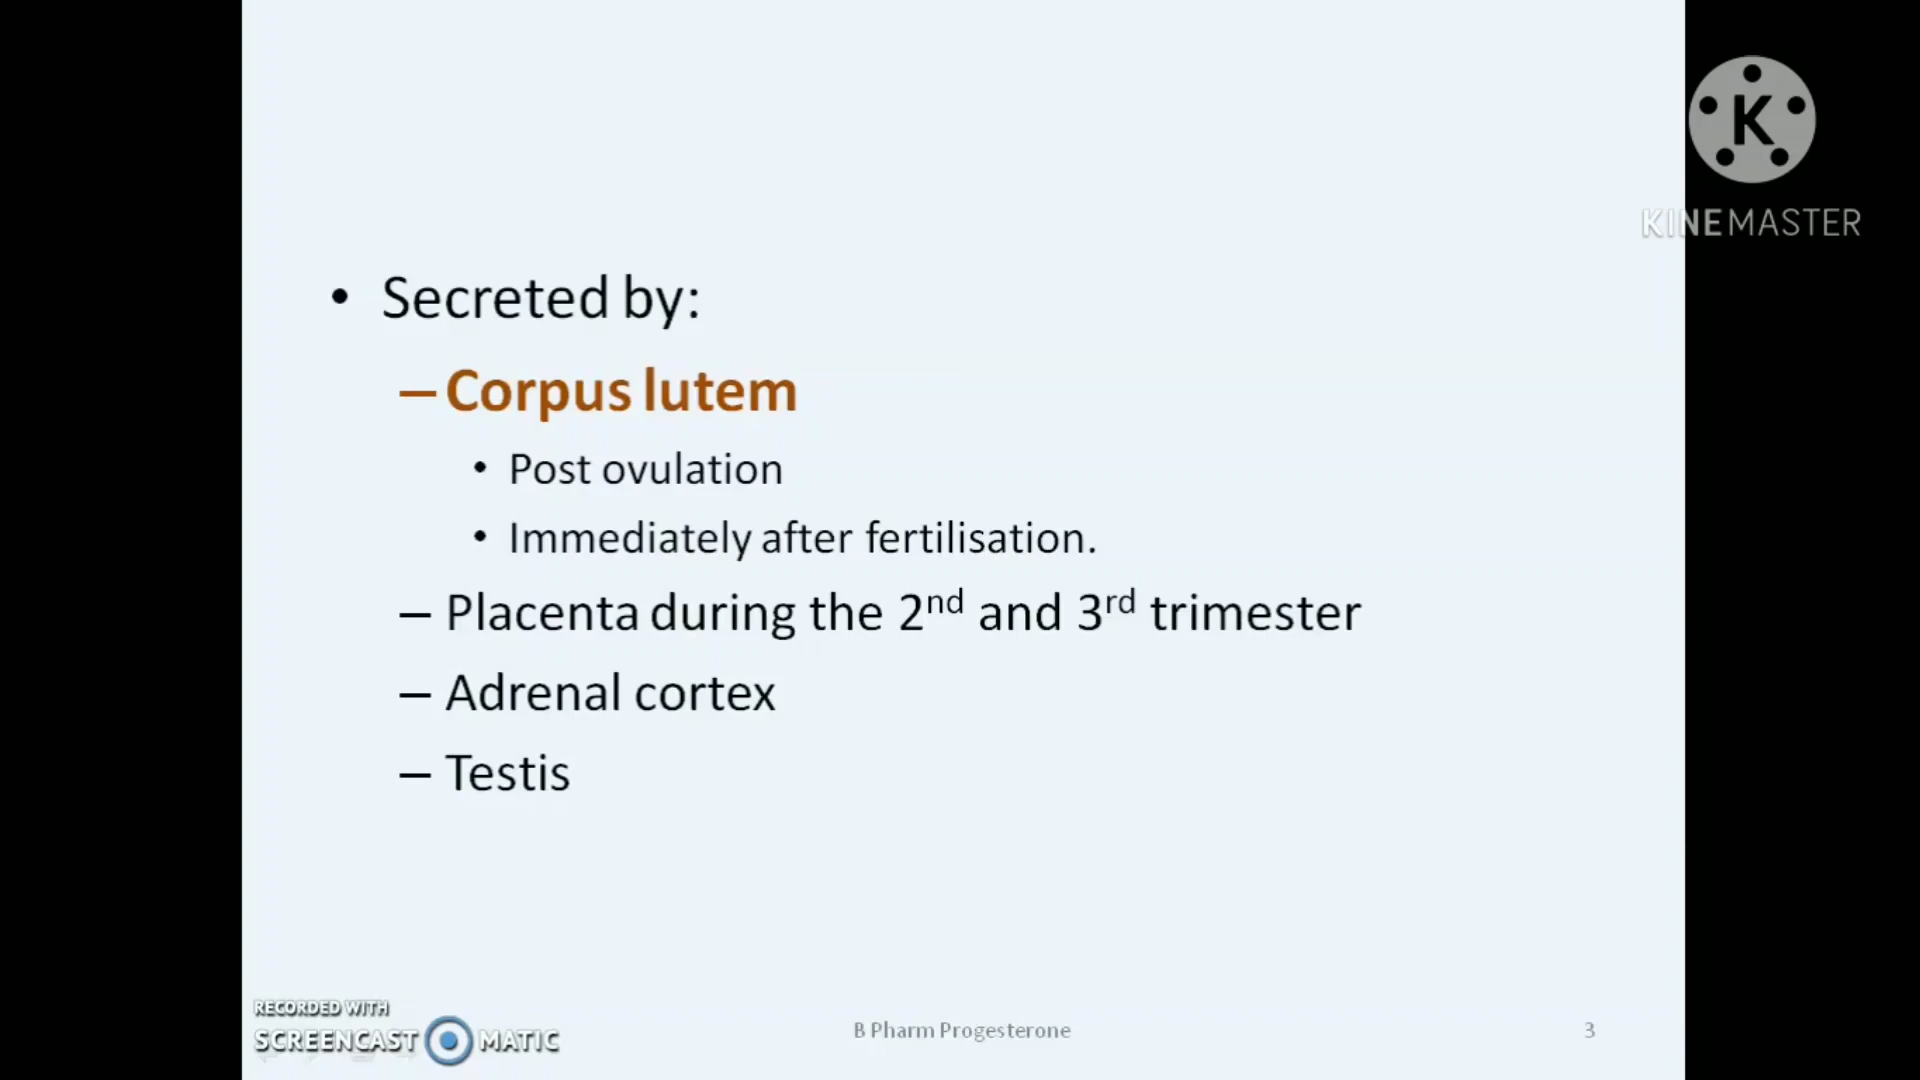 K
KINEMASTER
• Secreted by:
– Corpus lutem
• Post ovulation
• Immediately after fertilisation.
– Placenta during the 2nd and 3rd trimester
– Adrenal cortex
– Testis
RECORDED WITH
SCREENCAST MATIC
B Pharm Progesterone
3